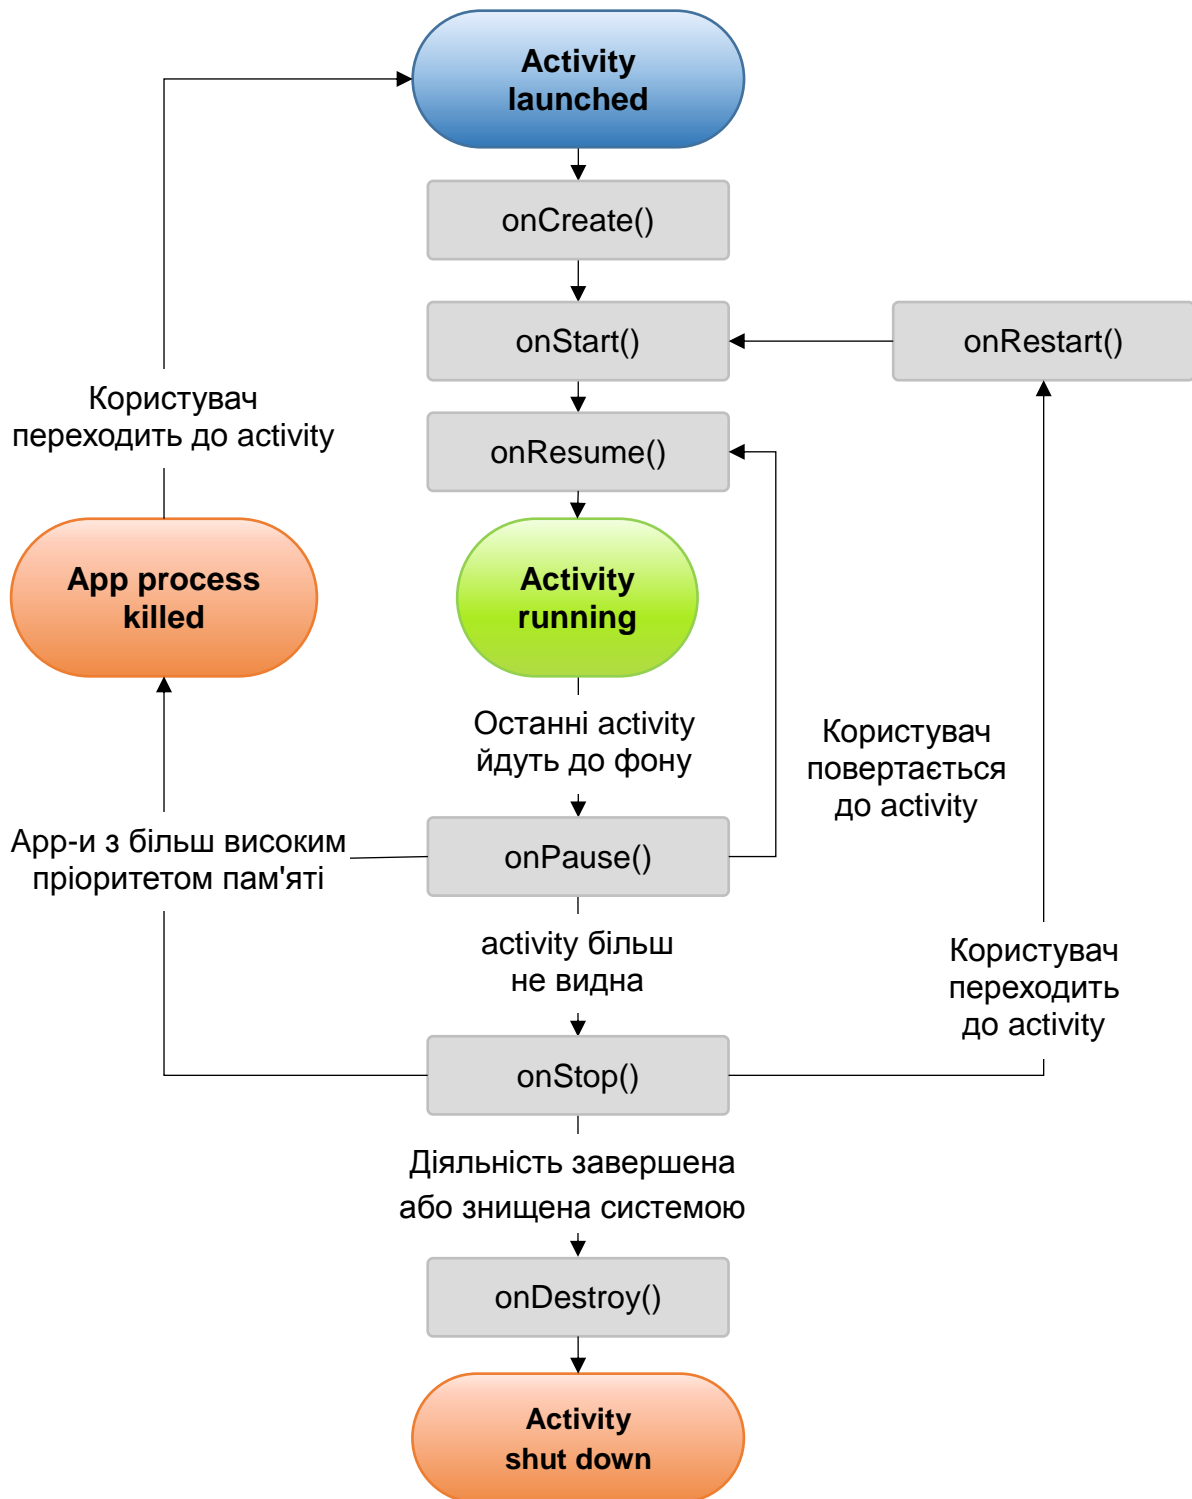 Activity
launched
onCreate()
onStart()
onRestart()
Користувач
переходить до activity
onResume()
App process
killed
Activity
running
Останні activity
йдуть до фону
Користувач
повертається
до activity
App-и з більш високим
пріоритетом пам'яті
onPause()
activity більш
не видна
Користувач
переходить
до activity
onStop()
Діяльність завершена
або знищена системою
onDestroy()
Activity
shut down